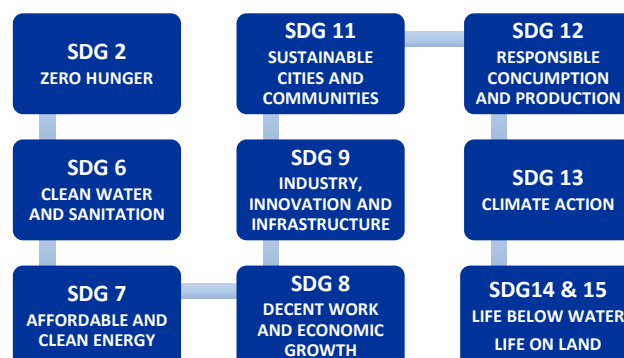 SDG 2
ZERO HUNGER
SDG 6
CLEAN WATER
AND SANITATION
SDG 7
AFFORDABLE AND
CLEAN ENERGY
SDG 8
DECENT WORK
AND ECONOMIC
GROWTH
SDG 9
INDUSTRY,
INNOVATION AND
INFRASTRUCTURE
SDG 11
SUSTAINABLE
CITIES AND
COMMUNITIES
SDG 12
RESPONSIBLE
CONCUMPTION
AND PRODUCTION
SDG 13
CLIMATE ACTION
SDG14 & 15
LIFE BELOW WATER
LIFE ON LAND